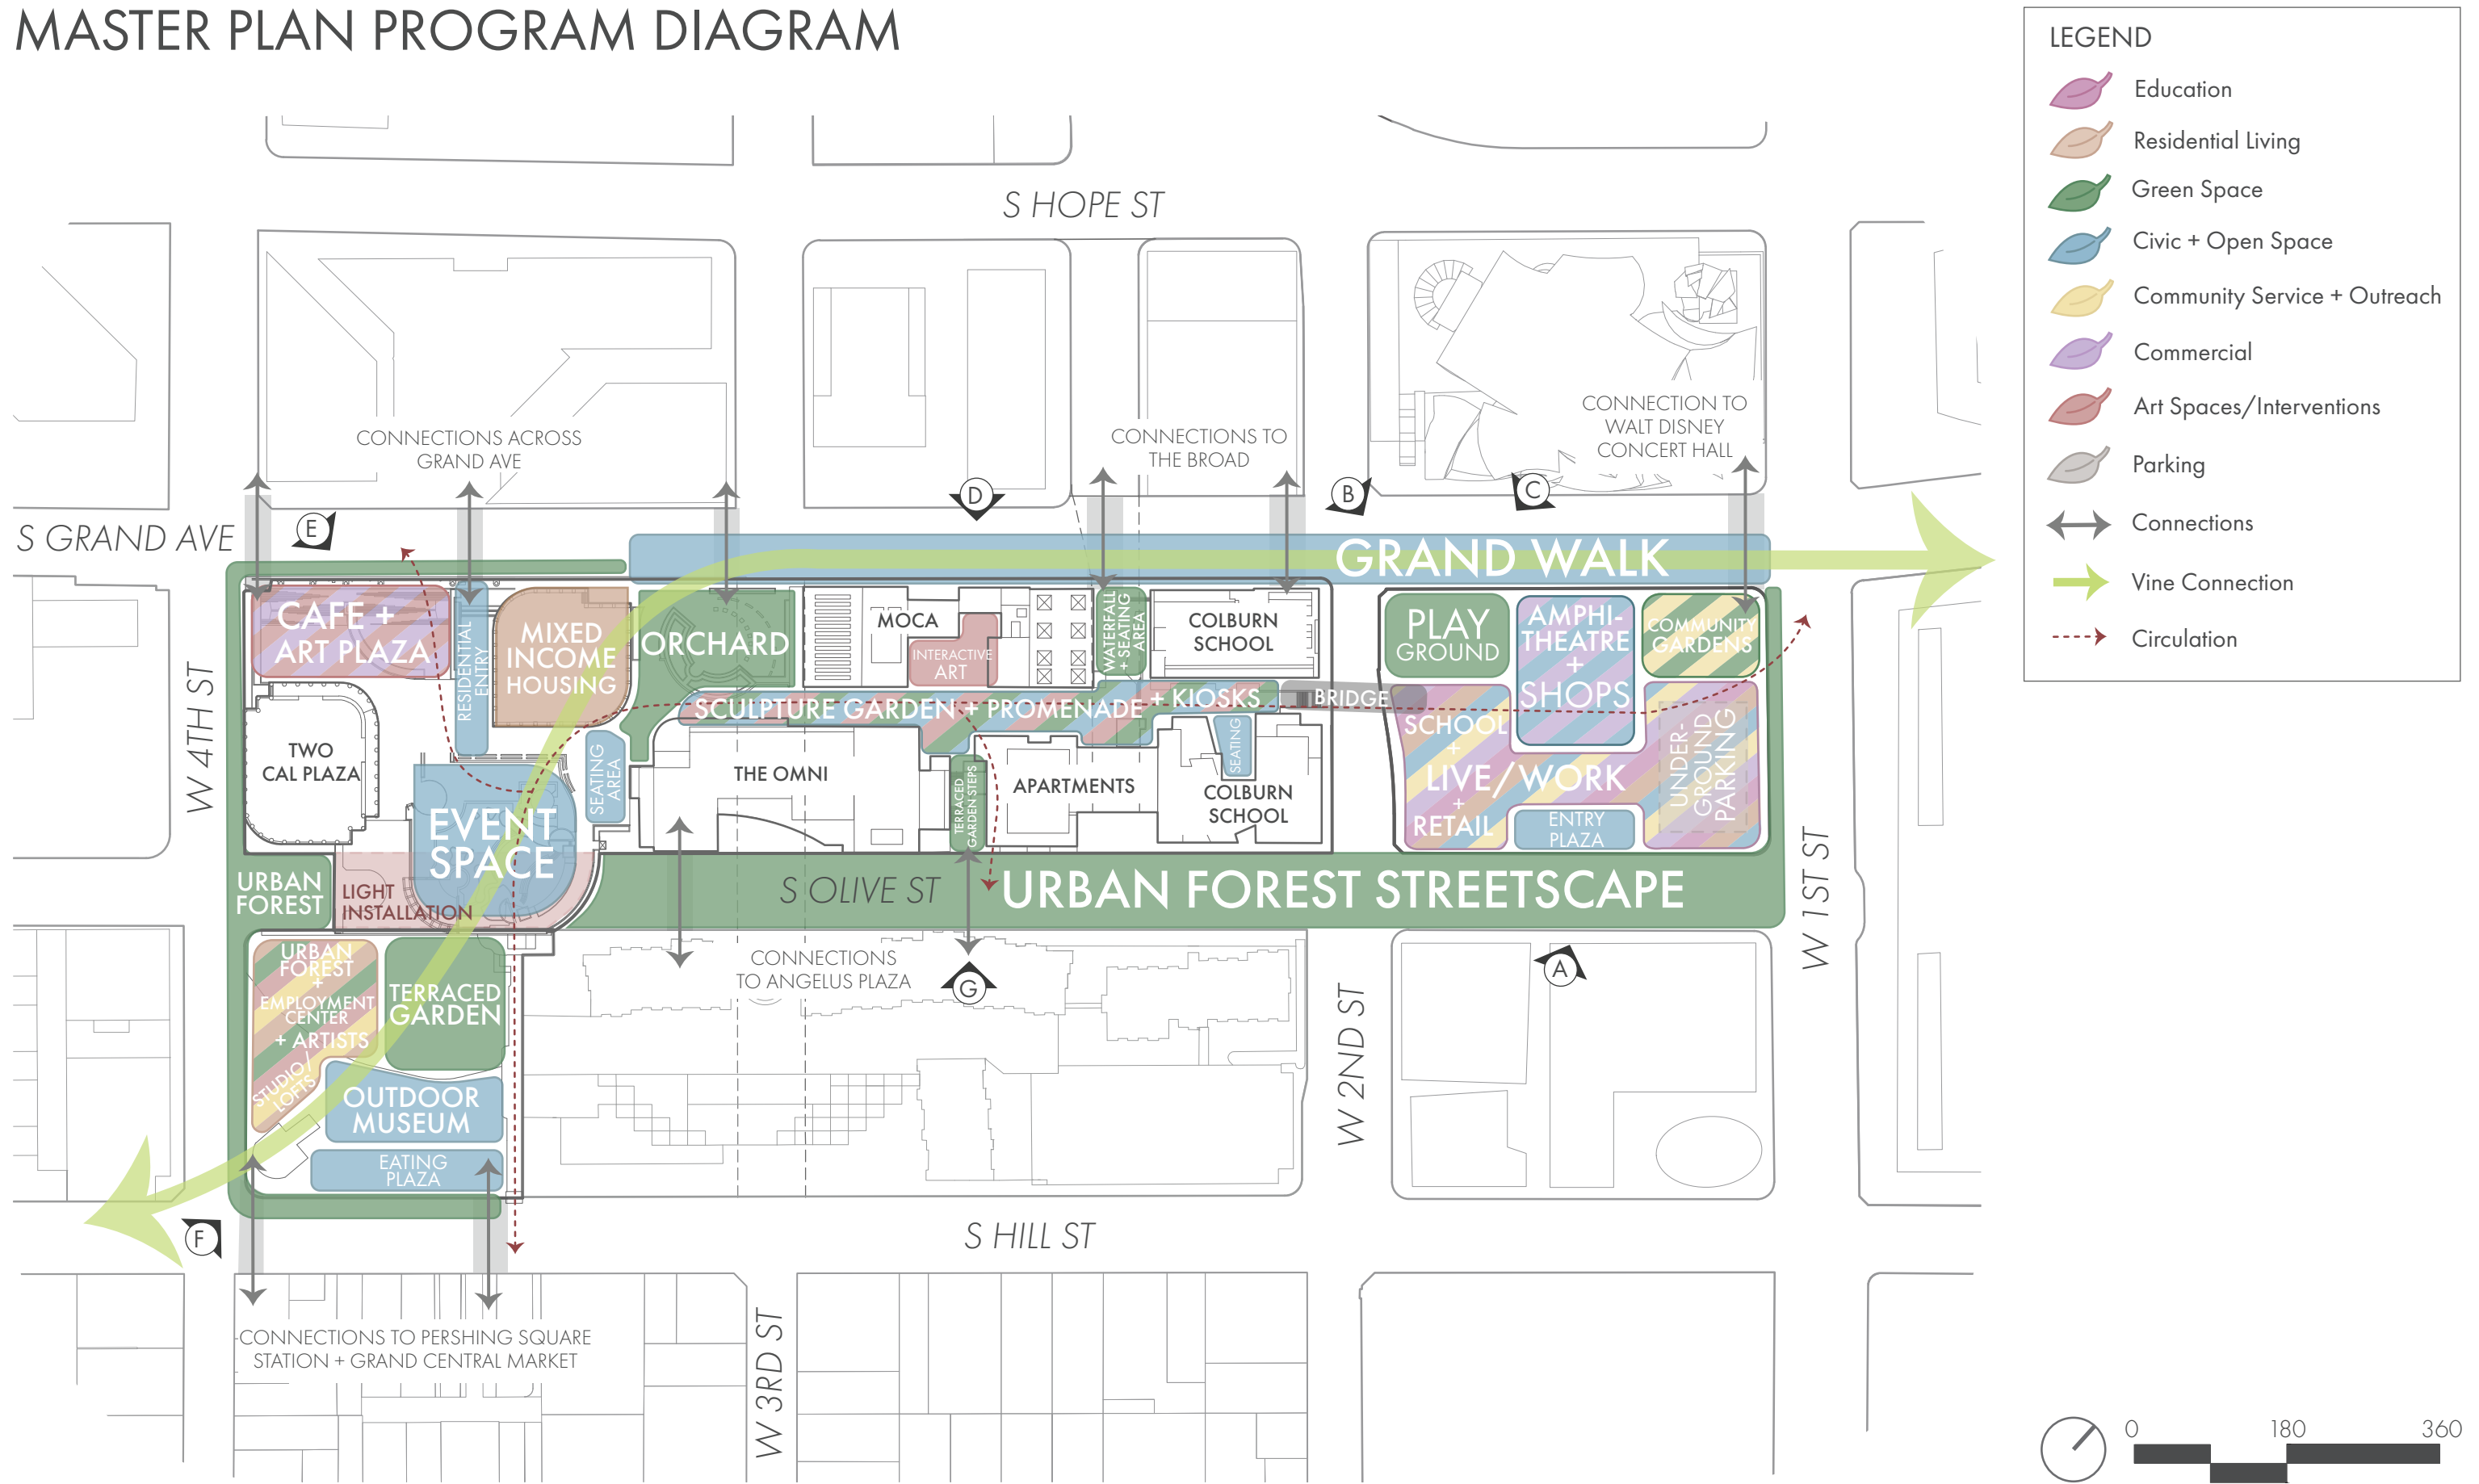 MASTER PLAN PROGRAM DIAGRAM
LEGEND
Education
Residential Living
Green Space
Civic + Open Space
Community Service + Outreach
Commercial
Art Spaces/Interventions
Parking
Connections
Vine Connection
Circulation
S HOPE ST
CONNECTIONS ACROSS
GRAND AVE
CONNECTIONS TO
THE BROAD
CONNECTION TO
WALT DISNEY
CONCERT HALL
D
B
C
E
S GRAND AVE
GRAND WALK
CAFE +
ART PLAZA
RESIDENTIAL
ENTRY
MIXED
INCOME
HOUSING
ORCHARD
MOCA
INTERACTIVE
ART
WATERFALL
+ SEATING
AREA
COLBURN
SCHOOL
PLAY
GROUND
AMPHI-
THEATRE
+
SHOPS
COMMUNITY
GARDENS
SCULPTURE GARDEN + PROMENADE + KIOSKS
BRIDGE
W 4TH ST
TWO
CAL PLAZA
SEATING
AREA
THE OMNI
TERRACED
GARDEN STEPS
APARTMENTS
SEATING
COLBURN
SCHOOL
SCHOOL
+
LIVE/WORK
+
RETAIL
ENTRY
PLAZA
UNDER-
GROUND
PARKING
W 1ST ST
EVENT
SPACE
URBAN
FOREST
LIGHT
INSTALLATION
S OLIVE ST
URBAN FOREST STREETSCAPE
URBAN
FOREST
+
EMPLOYMENT
CENTER
+ ARTISTS
STUDIO/
LOFTS
TERRACED
GARDEN
CONNECTIONS
TO ANGELUS PLAZA
G
A
W 2ND ST
OUTDOOR
MUSEUM
EATING
PLAZA
F
S HILL ST
CONNECTIONS TO PERSHING SQUARE
STATION + GRAND CENTRAL MARKET
W 3RD ST
0
180
360